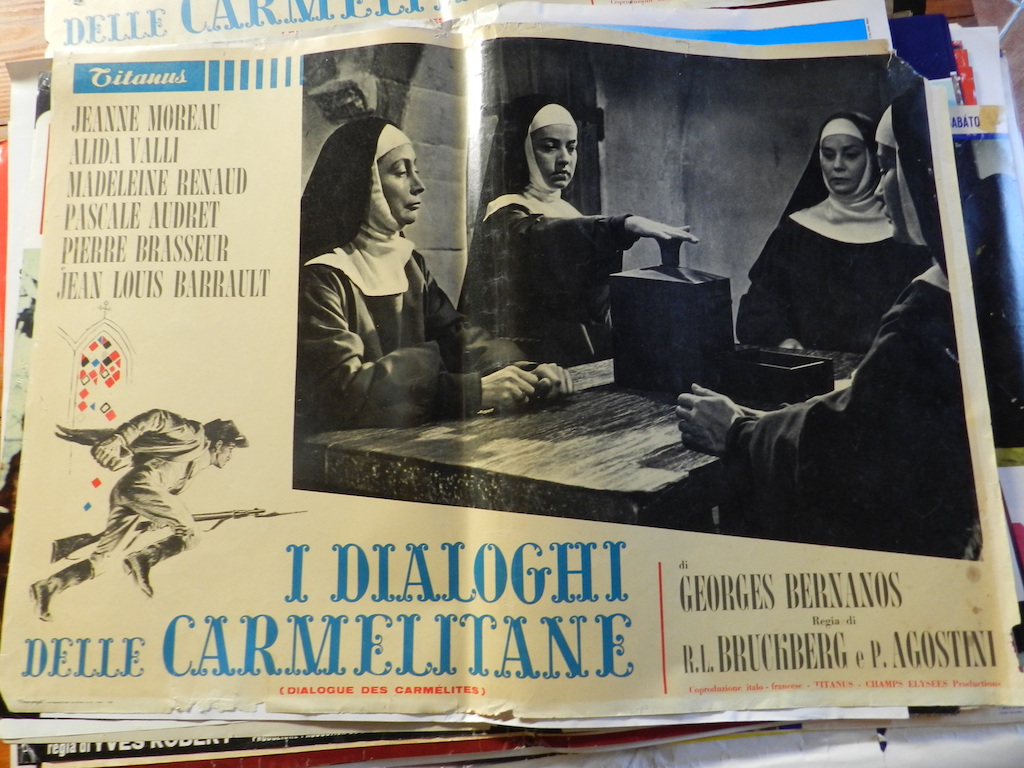 DELLE CARMELITANE
Titanus
JEANNE MOREAU
ALIDA VALLI
MADELEINE RENAUD
PASCALE AUDRET
PIERRE BRASSEUR
JEAN LOUIS BARRAULT
SABATO
I DIALOGHI
DELLE CARMELITANE
(DIALOGUE DES CARMÉLITES)
di
GEORGES BERNANOS
Regia di
R.L. BRUCKBERG e P. AGOSTINI
Coproduzione italo - francese - TITANUS - CHAMPS ELYSEES Productions
regia di YVES ROBERT